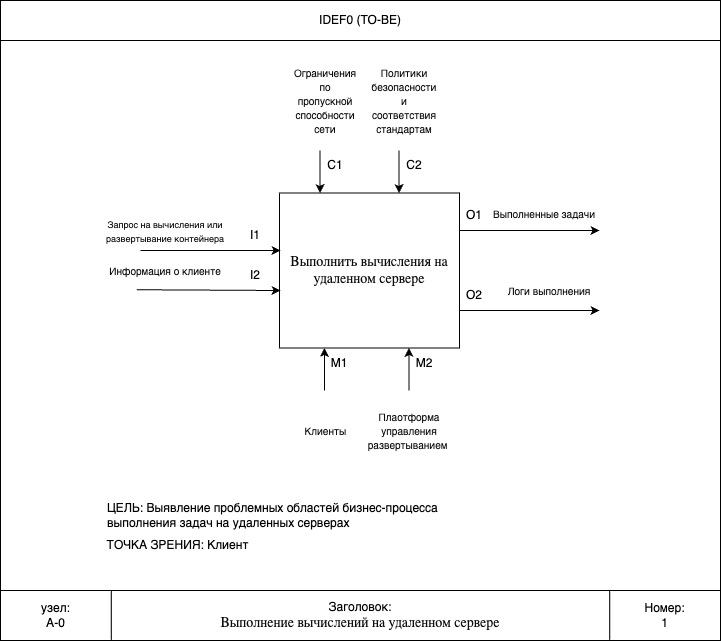 IDEF0 (TO-BE)
Ограничения
по
пропускной
способности
сети
Политики
безопасности
и
соответствия
стандартам
C1
C2
Запрос на вычисления или
развертывание контейнера
I1
Информация о клиенте
I2
Выполнить вычисления на
удаленном сервере
O1
Выполненные задачи
O2
Логи выполнения
M1
M2
Клиенты
Плаотформа
управления
развертыванием
ЦЕЛЬ: Выявление проблемных областей бизнес-процесса
выполнения задач на удаленных серверах
ТОЧКА ЗРЕНИЯ: Клиент
узел:
A-0
Заголовок:
Выполнение вычислений на удаленном сервере
Номер:
1